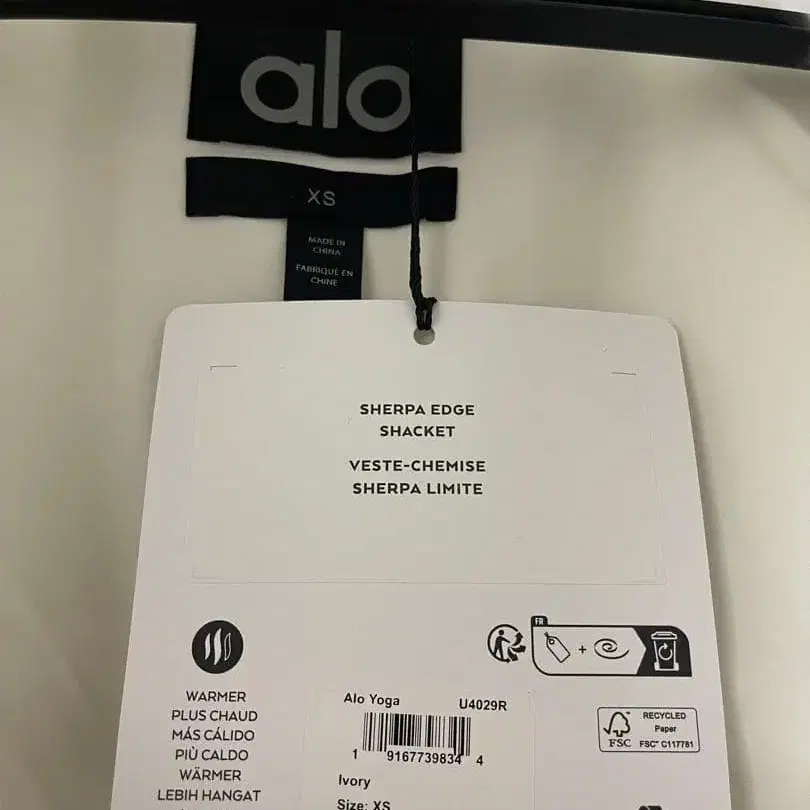 alo
XS
MADE IN
CHINA
FABRIQUÉ EN
CHINE
SHERPA EDGE
SHACKET
VESTE-CHEMISE
SHERPA LIMITE
FR
+
WARMER
PLUS CHAUD
MÁS CÁLIDO
PIÙ CALDO
WÄRMER
LEBIH HANGAT
Alo Yoga U4029R
1 9167739834 4
Ivory
Size: XS
RECYCLED
Paper
FSC FSC® C117781